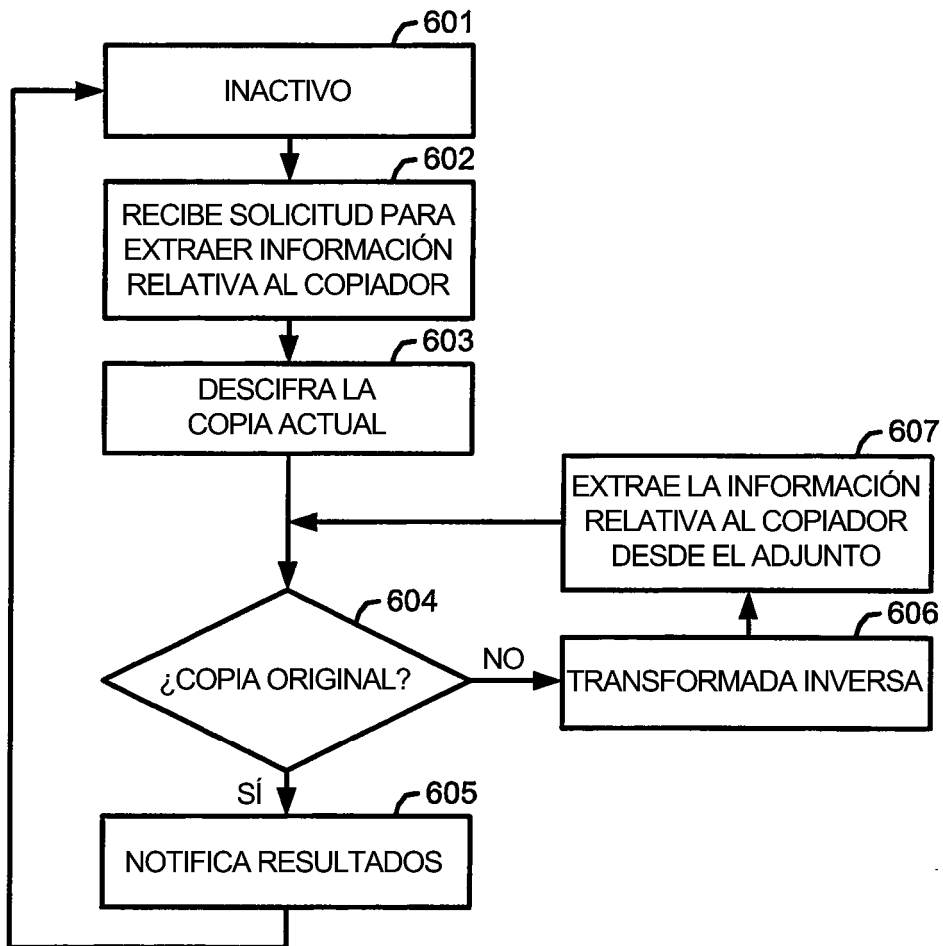 601
INACTIVO
602
RECIBE SOLICITUD PARA
EXTRAER INFORMACIÓN
RELATIVA AL COPIADOR
603
DESCIFRA LA
COPIA ACTUAL
607
EXTRAE LA INFORMACIÓN
RELATIVA AL COPIADOR
DESDE EL ADJUNTO
604
¿COPIA ORIGINAL?
NO
606
TRANSFORMADA INVERSA
SÍ
605
NOTIFICA RESULTADOS